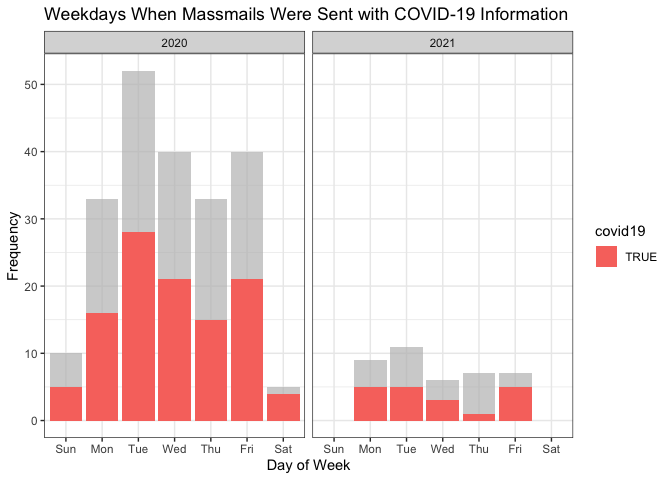 Weekdays When Massmails Were Sent with COVID-19 Information
2020 2021
50
40
30
20
10
0
Frequency
Sun Mon Tue Wed Thu Fri Sat Sun Mon Tue Wed Thu Fri Sat
Day of Week
covid19
TRUE